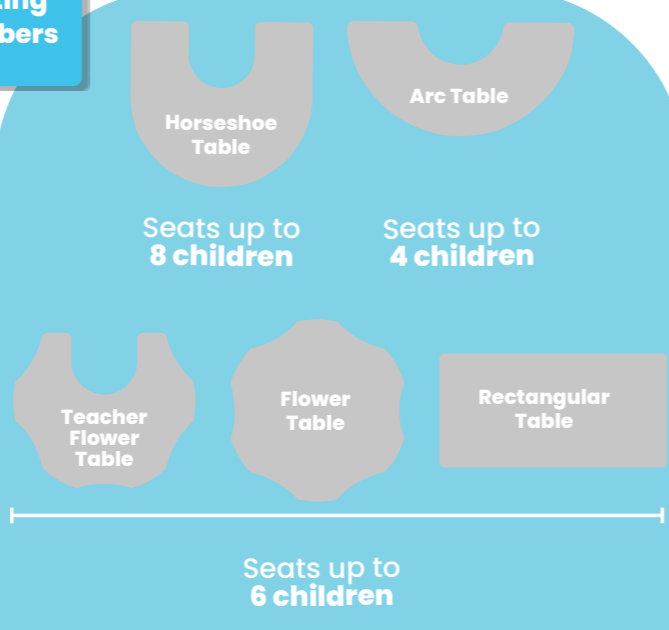 bers
Horseshoe
Table
Arc Table
Seats up to
8 children
Seats up to
4 children
Teacher
Flower
Table
Flower
Table
Rectangular
Table
Seats up to
6 children